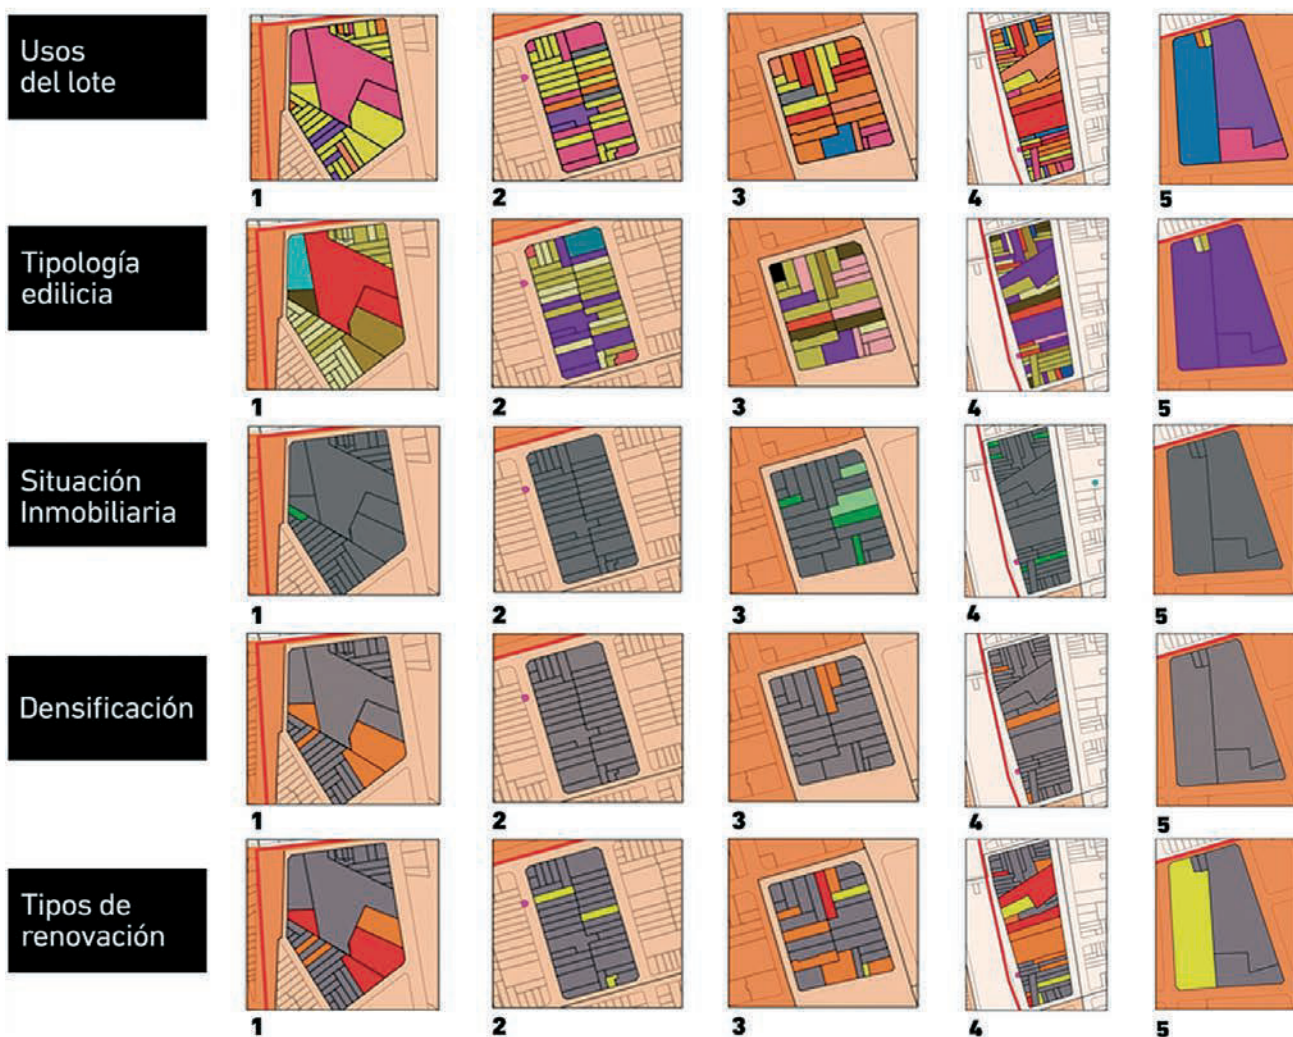 Usos
del lote
1 2 3 4 5
Tipología
edilicia
1 2 3 4 5
Situación
Inmobiliaria
1 2 3 4 5
Densificación
1 2 3 4 5
Tipos de
renovación
1 2 3 4 5